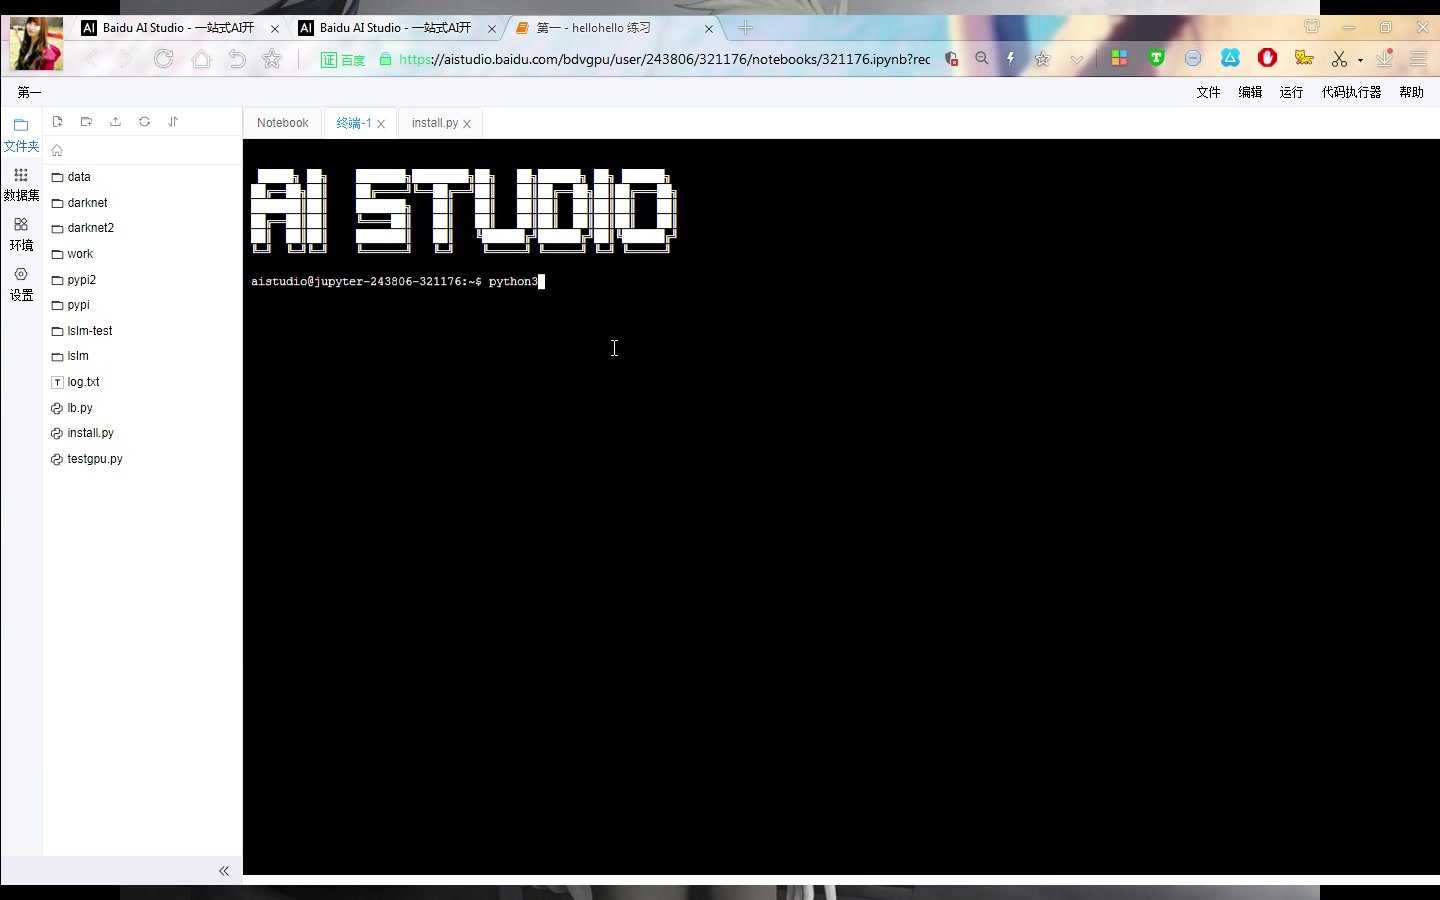 Baidu AI Studio - 一站式AI开
Baidu AI Studio - 一站式AI开
第一 - hellohello 练习
证 百度
https://aistudio.baidu.com/bdvgpu/user/243806/321176/notebooks/321176.ipynb?rec
第一
文件 编辑 运行 代码执行器 帮助
文件夹
数据集
环境
设置
data
darknet
darknet2
work
pypi2
pypi
lslm-test
lslm
log.txt
lb.py
install.py
testgpu.py
Notebook
终端-1
install.py
AI STUDIO
aistudio@jupyter-243806-321176:~$ python3